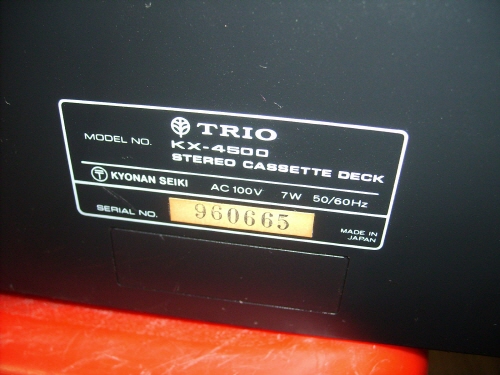 TRIO
MODEL NO. KX-4500
STEREO CASSETTE DECK
T KYONAN SEIKI AC 100V 7W 50/60Hz
SERIAL NO. 960665
MADE IN
JAPAN